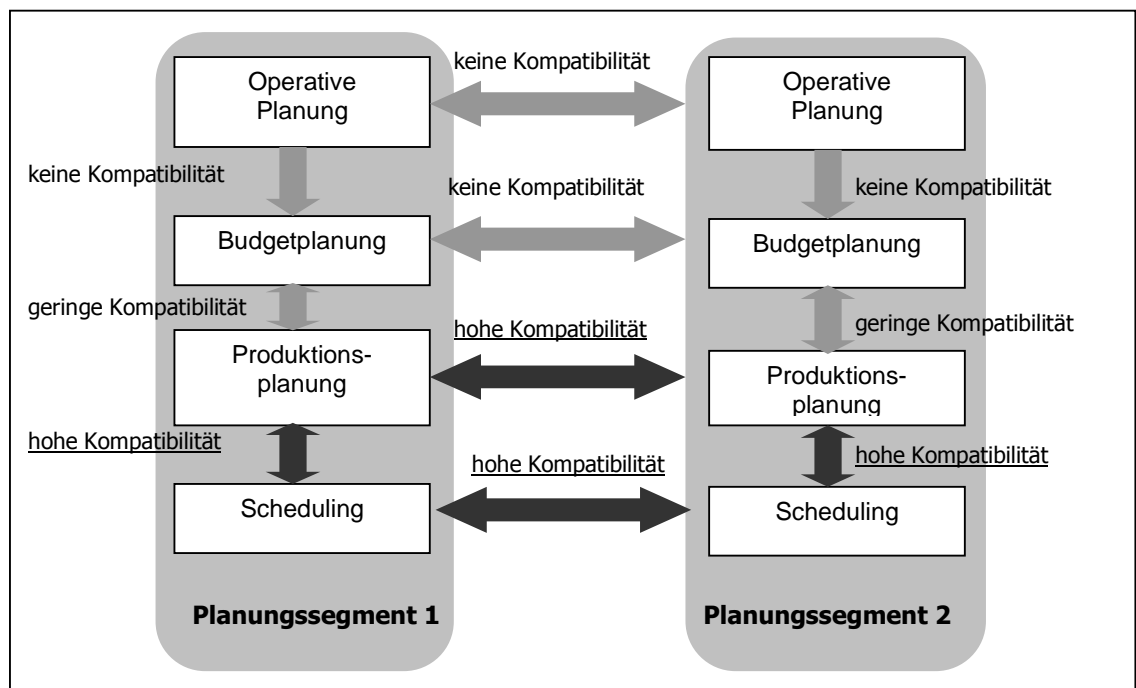 keine Kompatibilität
Operative
Planung
Operative
Planung
keine Kompatibilität
keine Kompatibilität
keine Kompatibilität
Budgetplanung
Budgetplanung
geringe Kompatibilität
hohe Kompatibilität
geringe Kompatibilität
Produktions-
planung
Produktions-
planung
hohe Kompatibilität
hohe Kompatibilität
hohe Kompatibilität
Scheduling
Scheduling
Planungssegment 1
Planungssegment 2